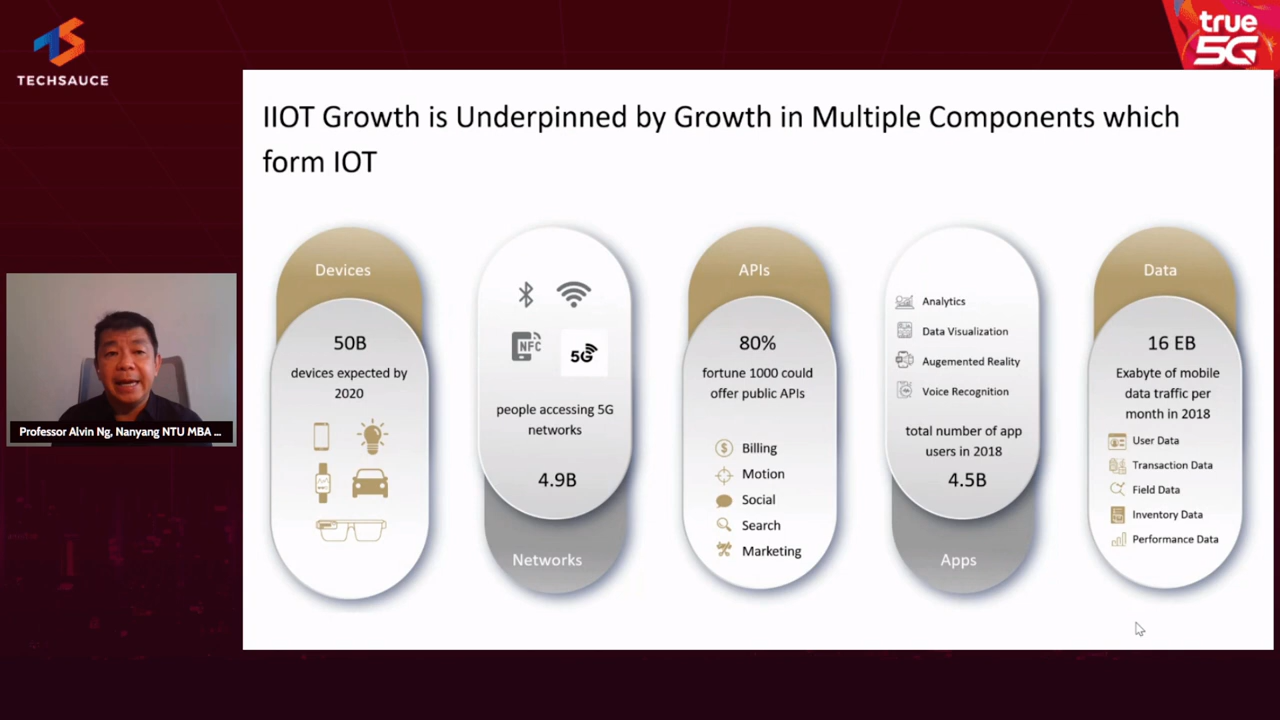 TECHSAUCE
true
5G
IIOT Growth is Underpinned by Growth in Multiple Components which
form IOT
Devices
50B
devices expected by
2020
NFC
5G
people accessing 5G
networks
4.9B
Networks
APIs
80%
fortune 1000 could
offer public APIs
Billing
Motion
Social
Search
Marketing
Analytics
Data Visualization
Augemented Reality
Voice Recognition
total number of app
users in 2018
4.5B
Apps
Data
16 EB
Exabyte of mobile
data traffic per
month in 2018
User Data
Transaction Data
Field Data
Inventory Data
Performance Data
Professor Alvin Ng, Nanyang NTU MBA ...